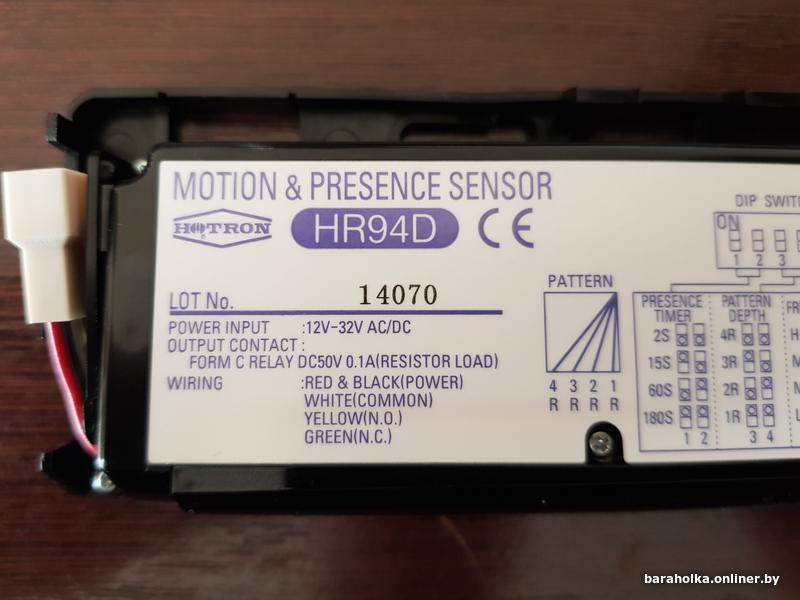 MOTION & PRESENCE SENSOR
HOTRON HR94D CE
LOT No. 14070
POWER INPUT :12V-32V AC/DC
OUTPUT CONTACT :
FORM C RELAY DC50V 0.1A(RESISTOR LOAD)
WIRING :RED & BLACK(POWER)
WHITE(COMMON)
YELLOW(N.O.)
GREEN(N.C.)
PATTERN
4 3 2 1
R R R R
DIP
ON
1 2 3
PRESENCE TIMER
2S
15S
60S
180S
1 2
PATTERN DEPTH
4R
3R
2R
1R
3 4
baraholka.onliner.by